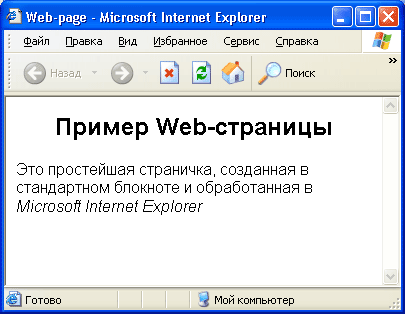 Web-page - Microsoft Internet Explorer
Файл Правка Вид Избранное Сервис Справка
Назад Поиск
Пример Web-страницы
Это простейшая страничка, созданная в
стандартном блокноте и обработанная в
Microsoft Internet Explorer
Готово Мой компьютер